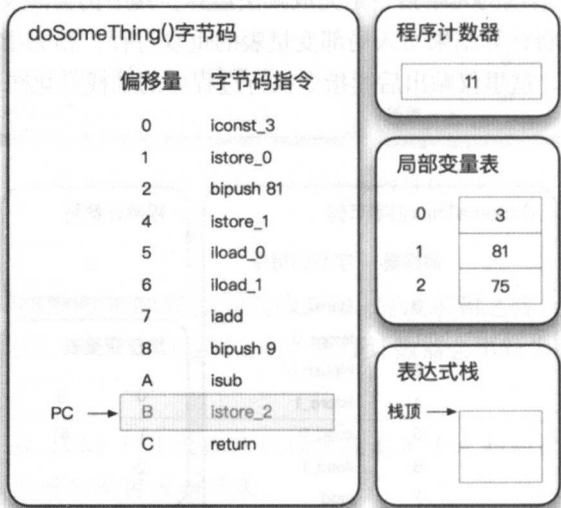 doSomeThing()字节码
偏移量 字节码指令
0 iconst_3
1 istore_0
2 bipush 81
4 istore_1
5 iload_0
6 iload_1
7 iadd
8 bipush 9
A isub
PC B istore_2
C return
程序计数器
11
局部变量表
0 3
1 81
2 75
表达式栈
栈顶